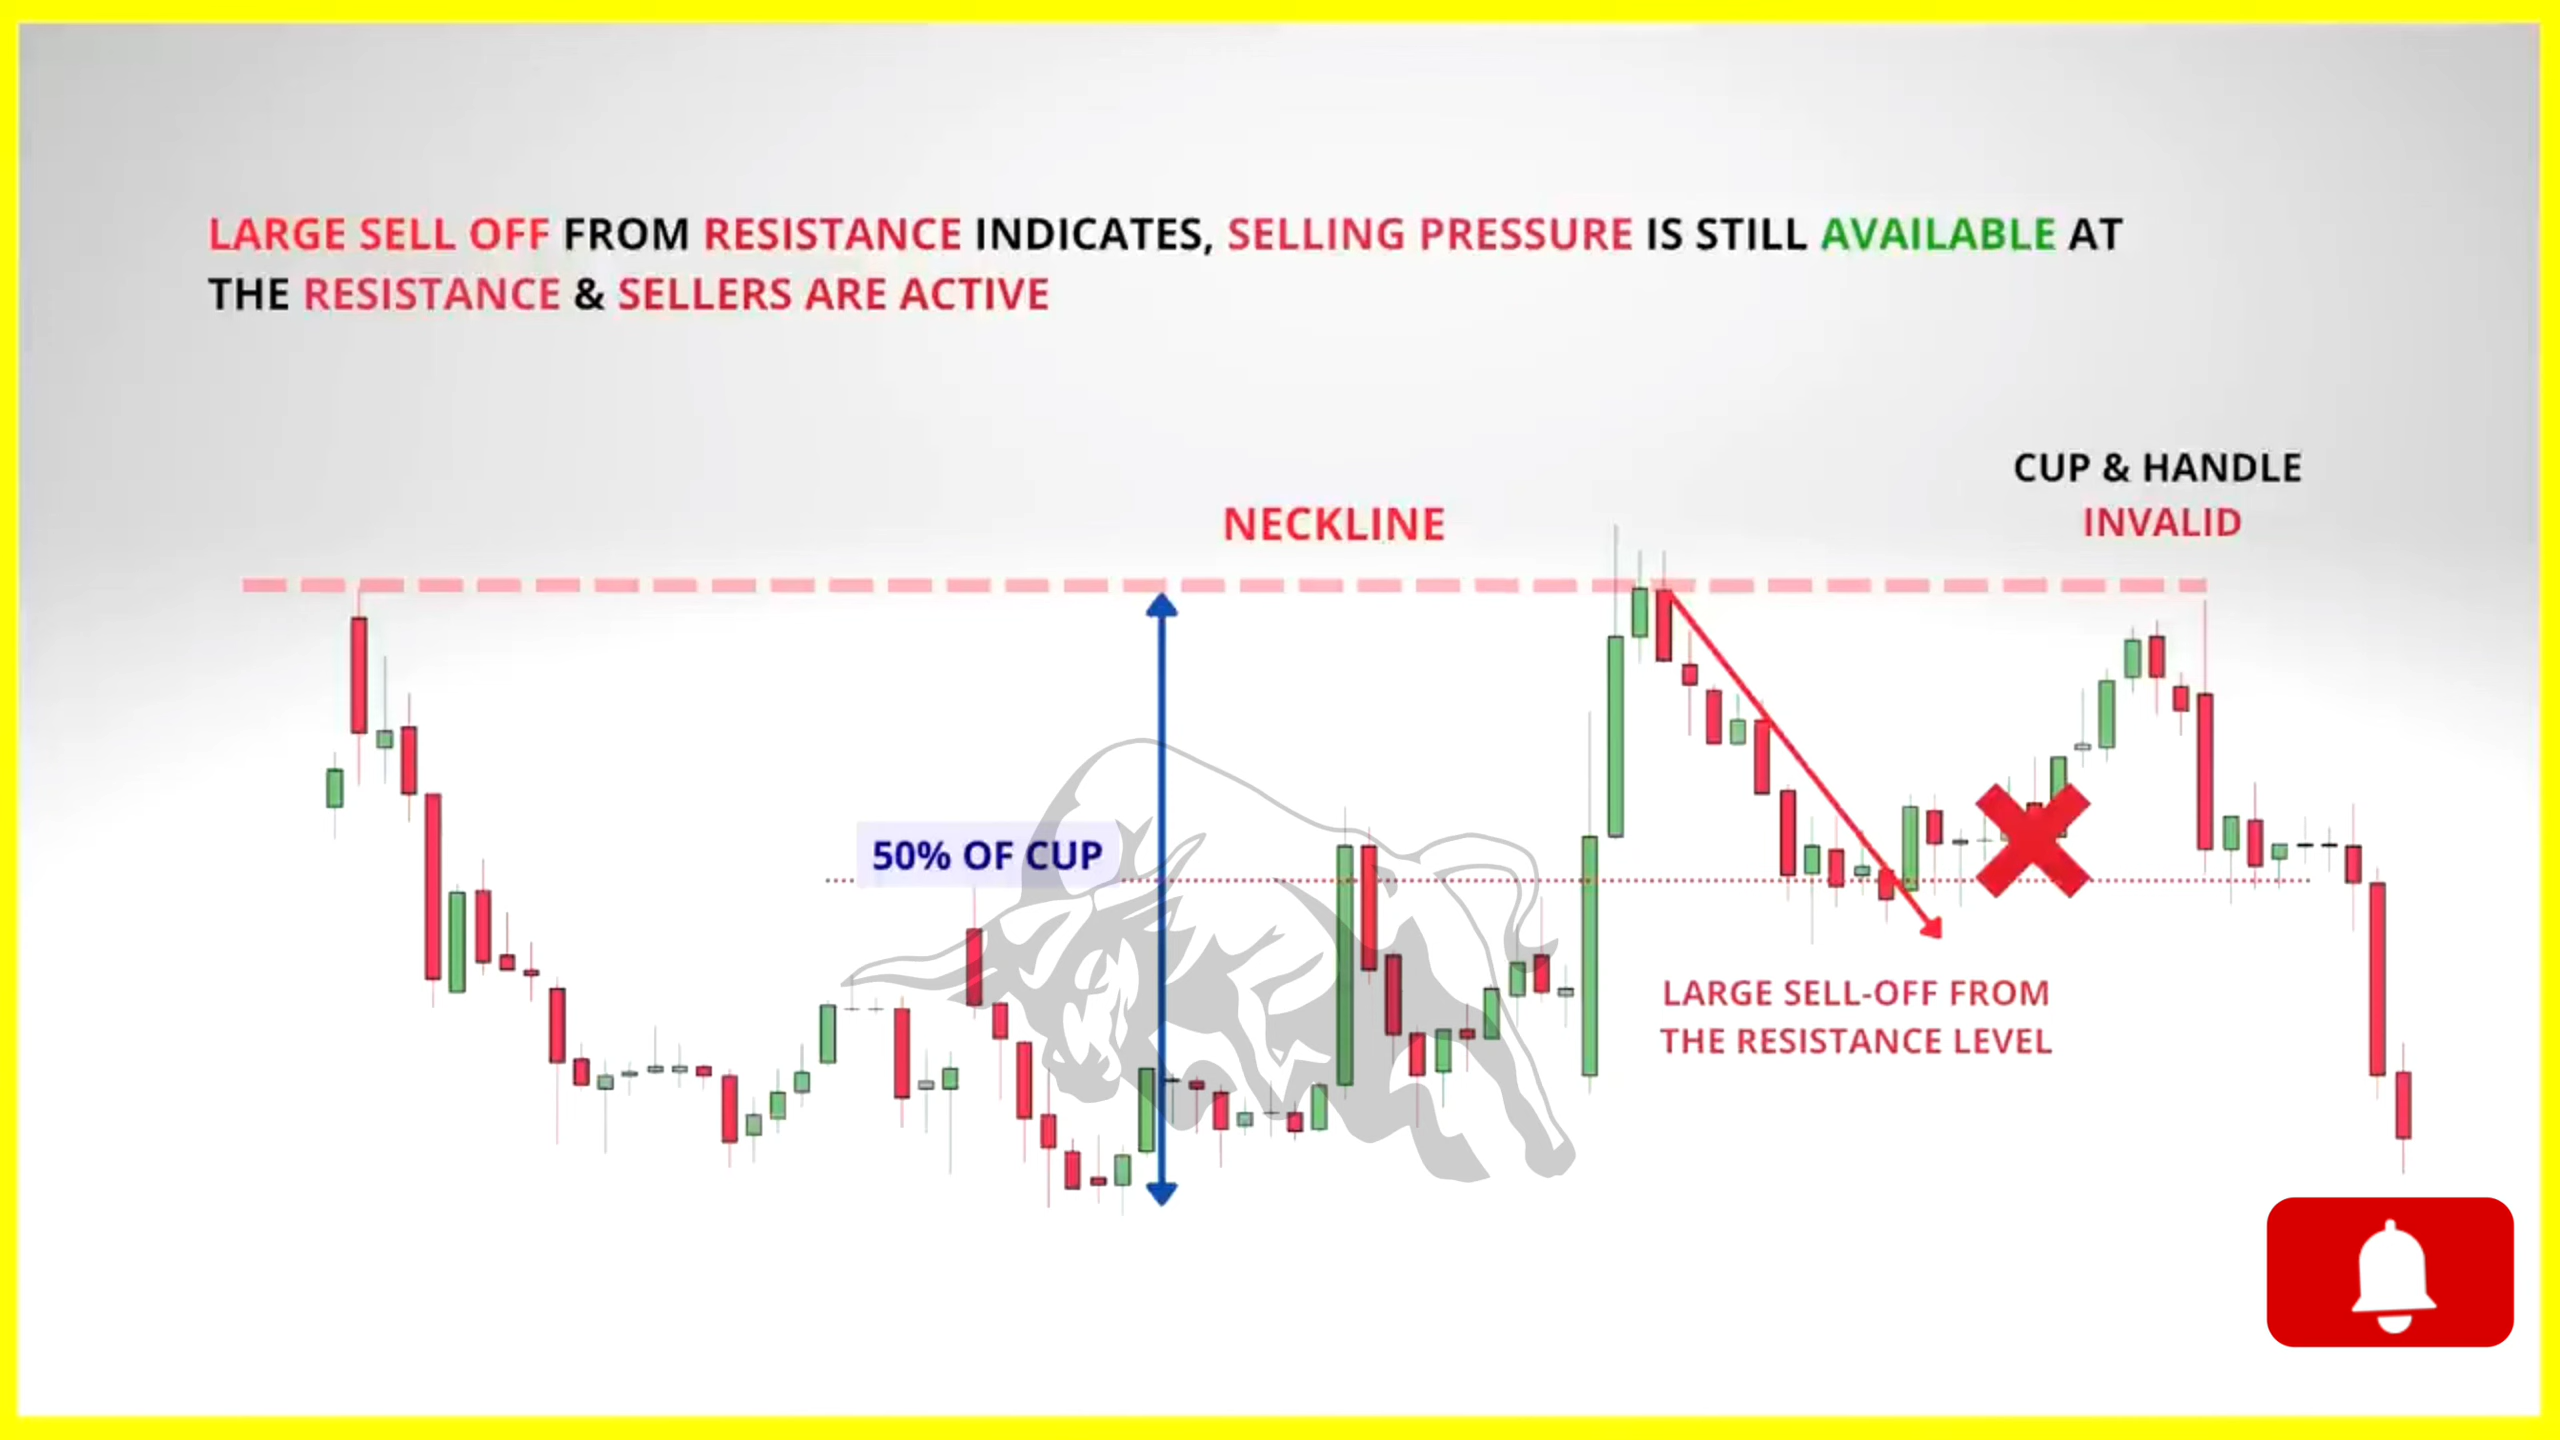 LARGE SELL OFF FROM RESISTANCE INDICATES, SELLING PRESSURE IS STILL AVAILABLE AT
THE RESISTANCE & SELLERS ARE ACTIVE
CUP & HANDLE
INVALID
NECKLINE
50% OF CUP
LARGE SELL-OFF FROM
THE RESISTANCE LEVEL